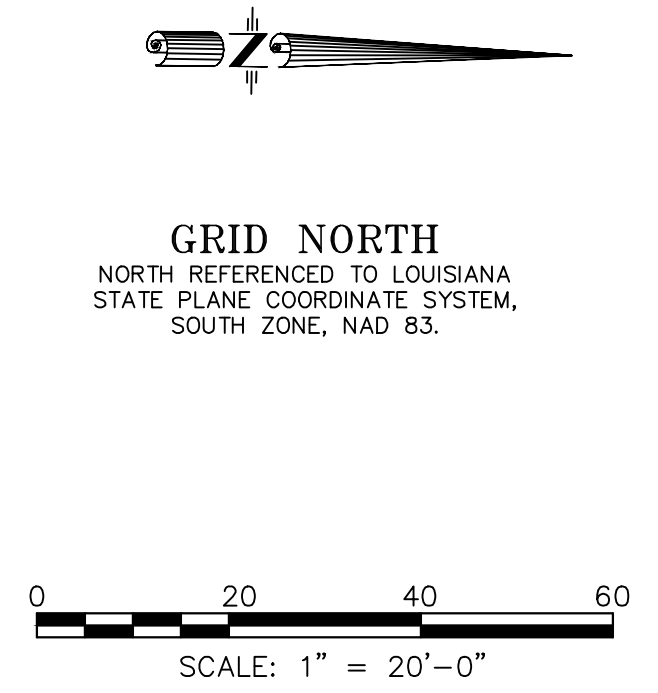 N
GRID NORTH
NORTH REFERENCED TO LOUISIANA
STATE PLANE COORDINATE SYSTEM,
SOUTH ZONE, NAD 83.
0 20 40 60
SCALE: 1" = 20'-0"